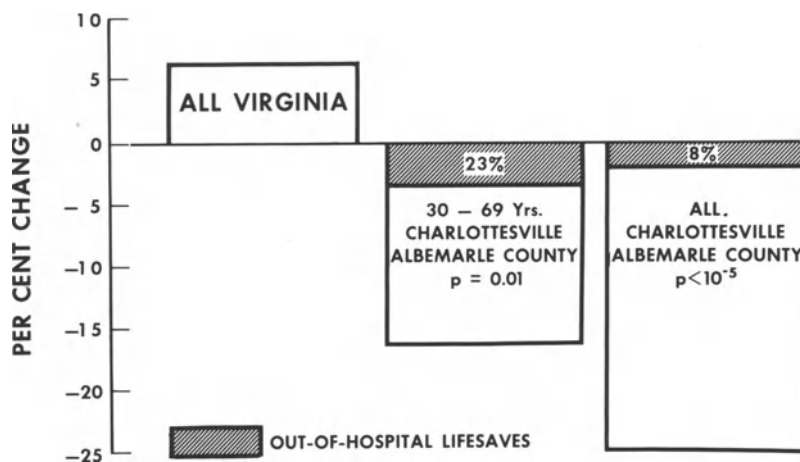 PER CENT CHANGE
10
5
0
-5
-10
-15
-20
-25
ALL VIRGINIA
23%
30 – 69 Yrs.
CHARLOTTESVILLE
ALBEMARLE COUNTY
p = 0.01
8%
ALL.
CHARLOTTESVILLE
ALBEMARLE COUNTY
p<10⁻⁵
OUT-OF-HOSPITAL LIFESAVES